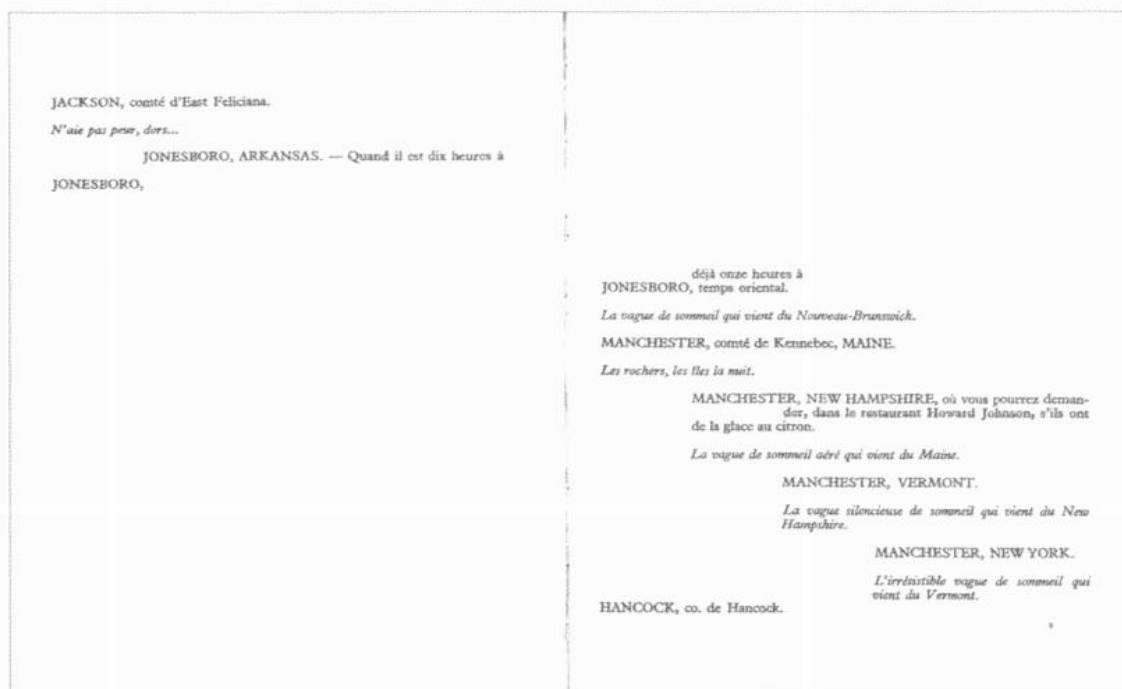 JACKSON, comté d'East Feliciana.
N'aie pas peur, dors...
JONESBORO, ARKANSAS. — Quand il est dix heures à
JONESBORO,
déjà onze heures à
JONESBORO, temps oriental.
La vague de sommeil qui vient du Nouveau-Brunswick.
MANCHESTER, comté de Kennebec, MAINE.
Les rochers, les îles la nuit.
MANCHESTER, NEW HAMPSHIRE, où vous pourrez deman-
der, dans le restaurant Howard Johnson, s'ils ont
de la glace au citron.
La vague de sommeil aéré qui vient du Maine.
MANCHESTER, VERMONT.
La vague silencieuse de sommeil qui vient du New
Hampshire.
MANCHESTER, NEW YORK.
L'irrésistible vague de sommeil qui
vient du Vermont.
HANCOCK, co. de Hancock.